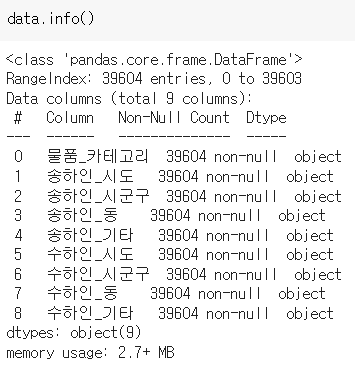 data.info()
<class 'pandas.core.frame.DataFrame'>
RangeIndex: 39604 entries, 0 to 39603
Data columns (total 9 columns):
 #   Column   Non-Null Count  Dtype
---  ------   --------------  -----
 0   물품_카테고리  39604 non-null  object
 1   송하인_시도   39604 non-null  object
 2   송하인_시군구  39604 non-null  object
 3   송하인_동    39604 non-null  object
 4   송하인_기타   39604 non-null  object
 5   수하인_시도   39604 non-null  object
 6   수하인_시군구  39604 non-null  object
 7   수하인_동    39604 non-null  object
 8   수하인_기타   39604 non-null  object
dtypes: object(9)
memory usage: 2.7+ MB